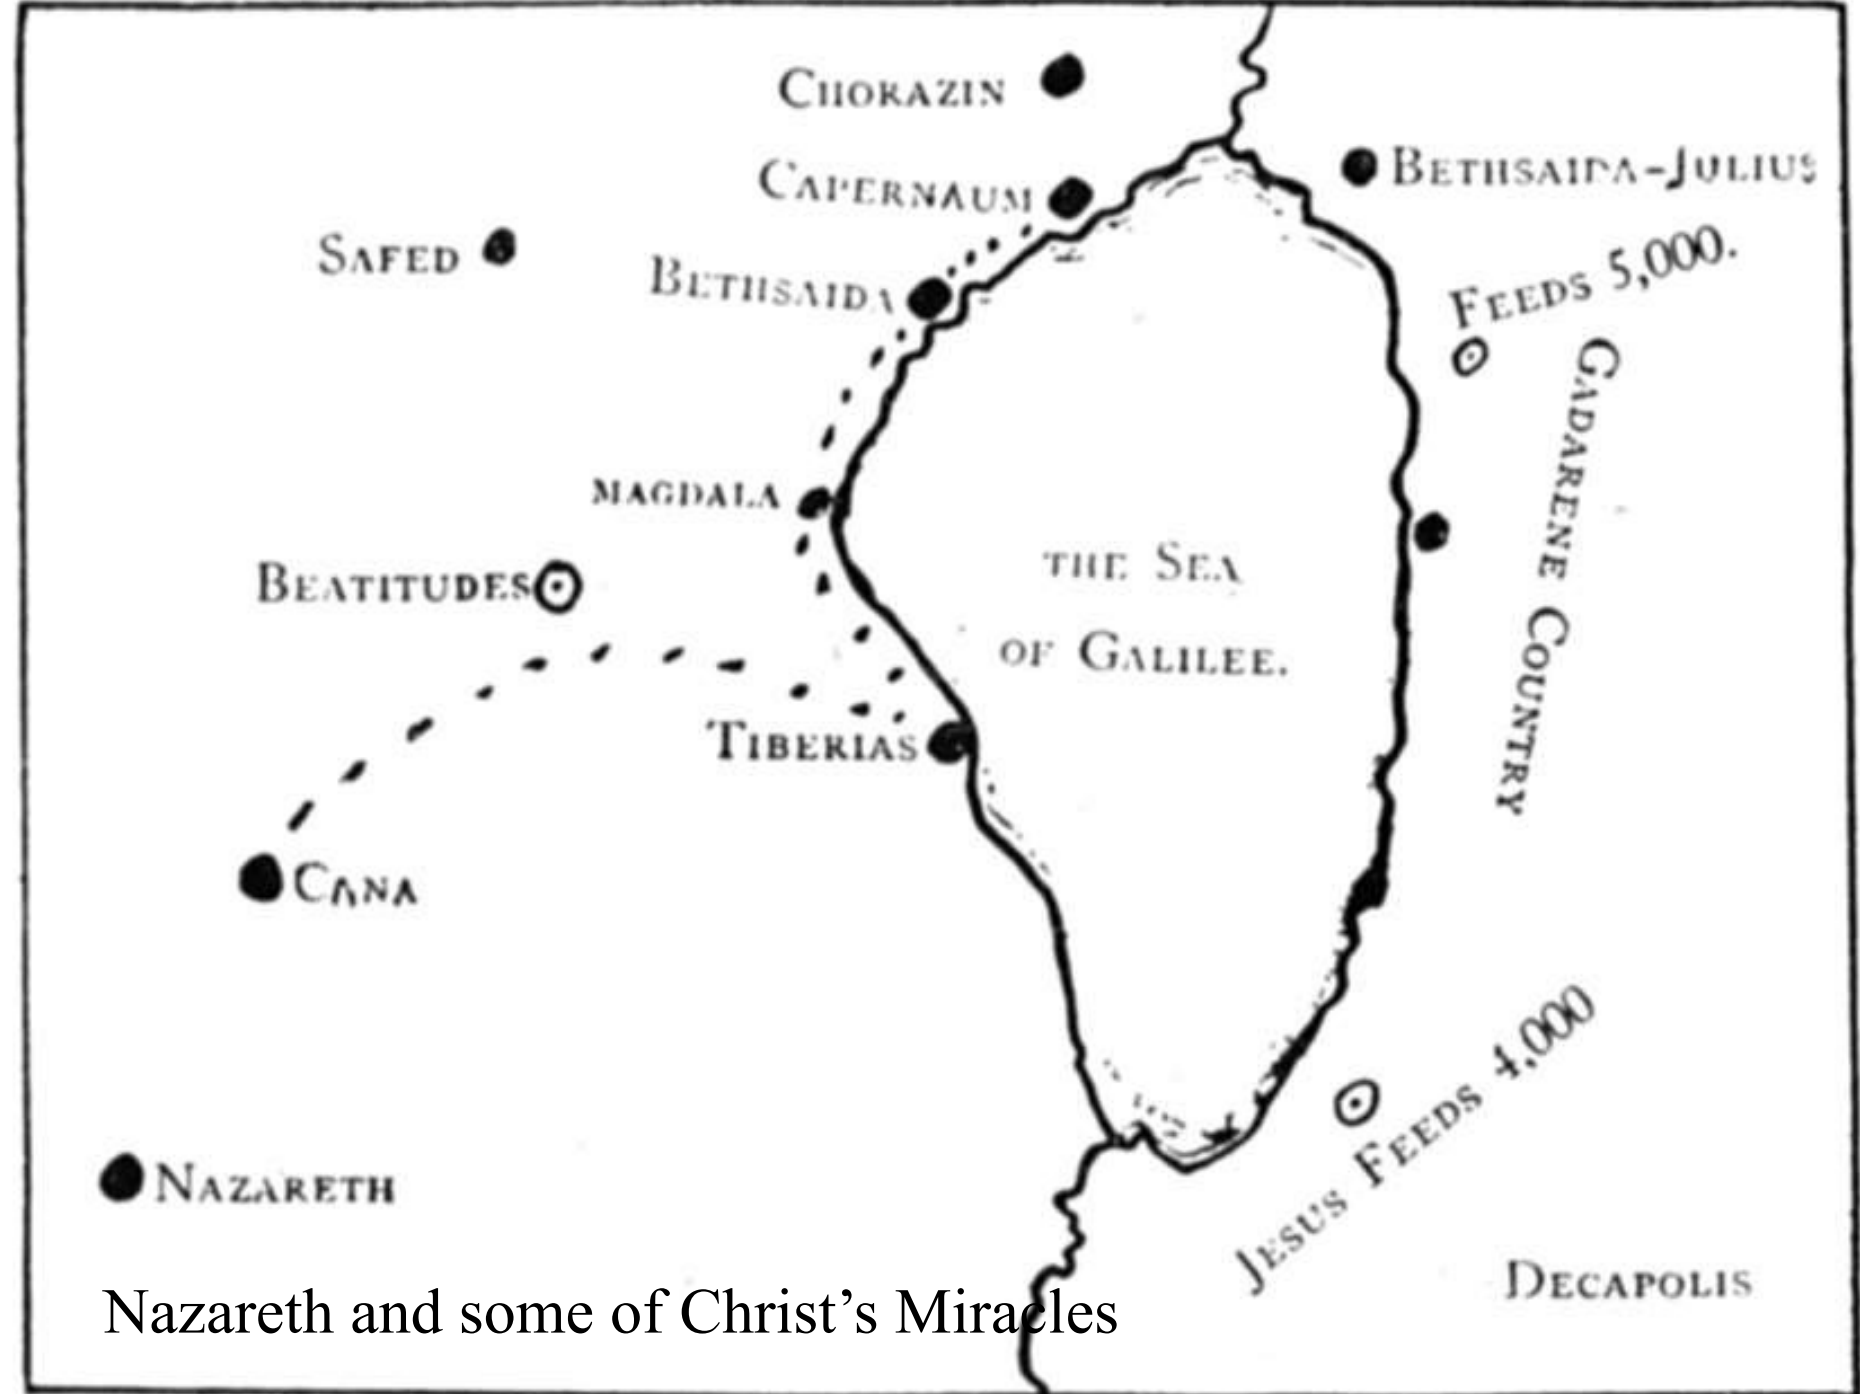 CHORAZIN
BETHSAIDA-JULIUS
CAPERNAUM
SAFED
BETHSAIDA
FEEDS 5,000.
MAGDALA
GADARENE COUNTRY
BEATITUDES
THE SEA
OF GALILEE.
TIBERIAS
CANA
JESUS FEEDS 4,000
NAZARETH
DECAPOLIS
Nazareth and some of Christ’s Miracles